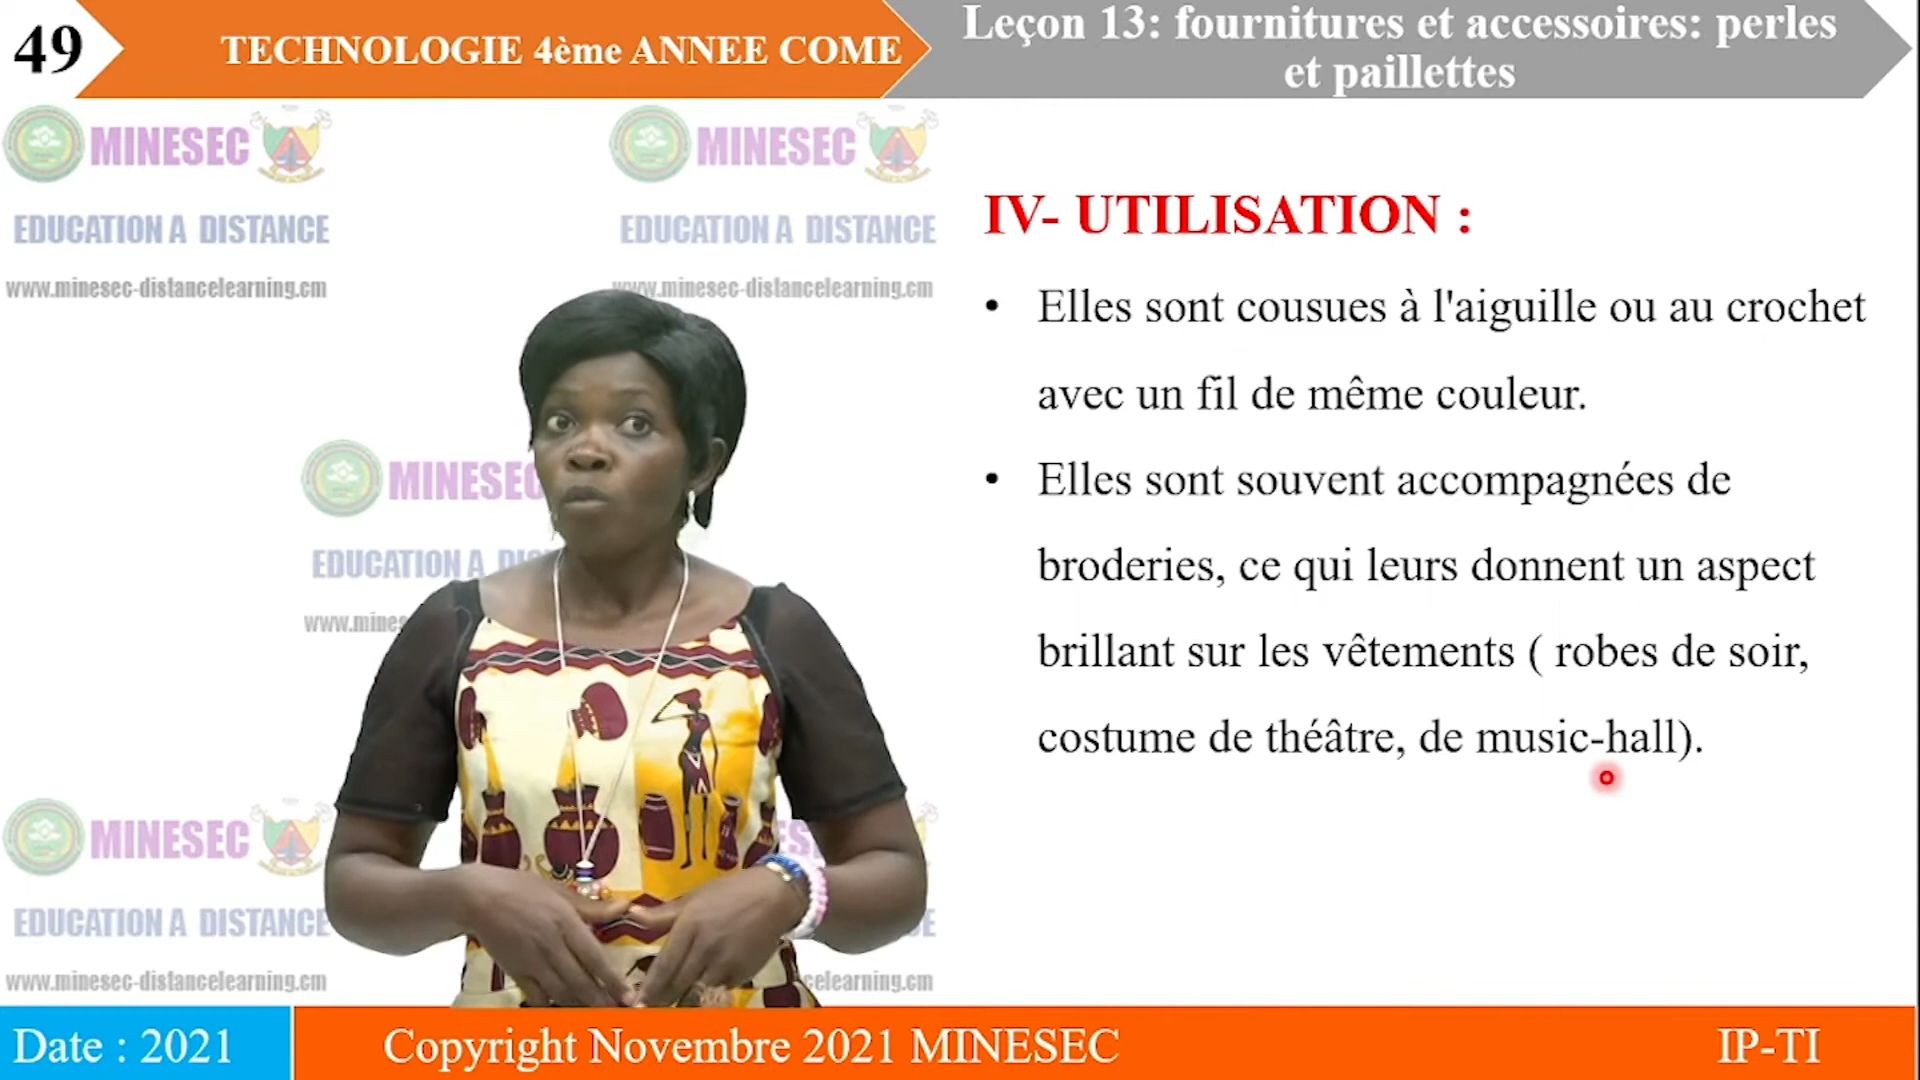 49
TECHNOLOGIE 4ème ANNEE COME
Leçon 13: fournitures et accessoires: perles
et paillettes
MINESEC
EDUCATION A DISTANCE
www.minesec-distancelearning.cm
MINESEC
EDUCATION A DISTANCE
www.minesec-distancelearning.cm
IV- UTILISATION :
• Elles sont cousues à l'aiguille ou au crochet
avec un fil de même couleur.
• Elles sont souvent accompagnées de
broderies, ce qui leurs donnent un aspect
brillant sur les vêtements ( robes de soir,
costume de théâtre, de music-hall).
MINESEC
EDUCATION A
MINESEC
EDUCATION A DISTANCE
www.minesec-distancelearning.cm
Date : 2021
Copyright Novembre 2021 MINESEC
IP-TI